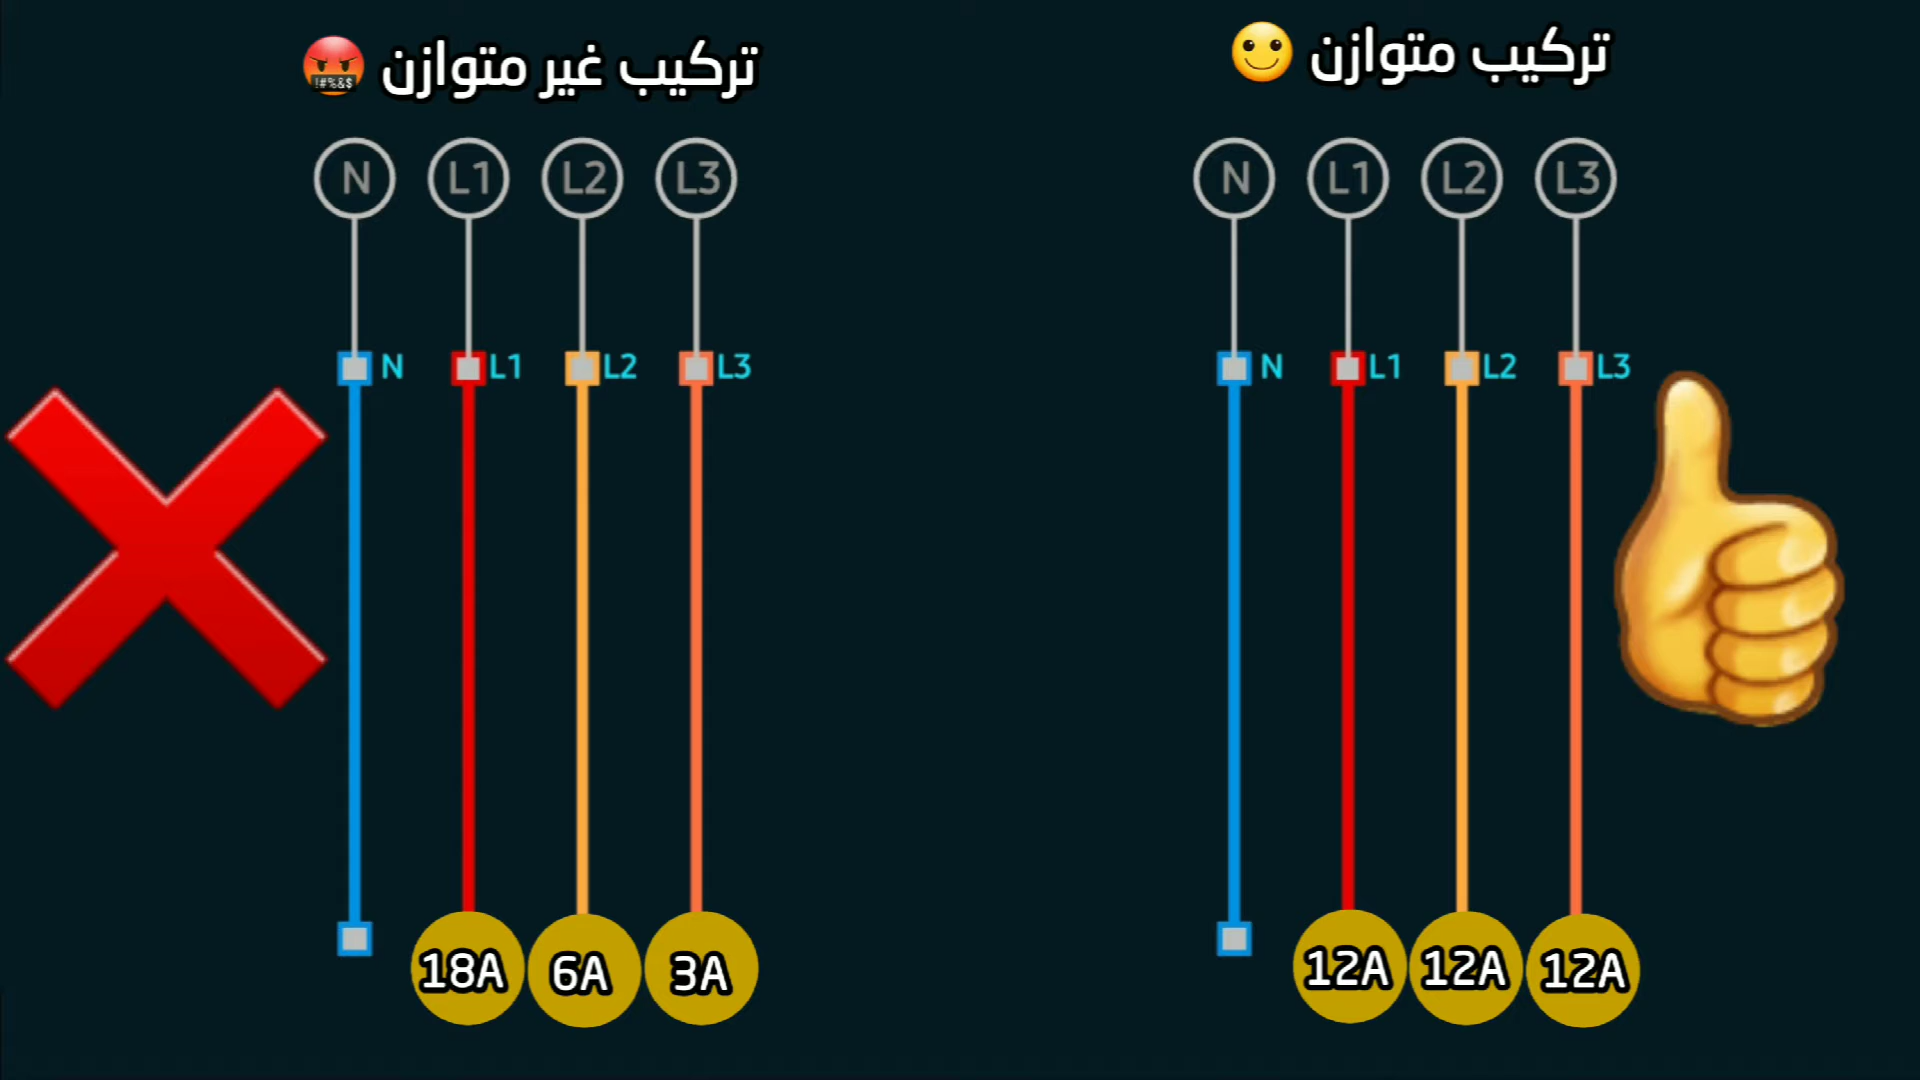 تركيب غير متوازن
!#%&$
N L1 L2 L3
N L1 L2 L3
18A 6A 3A
تركيب متوازن
N L1 L2 L3
N L1 L2 L3
12A 12A 12A